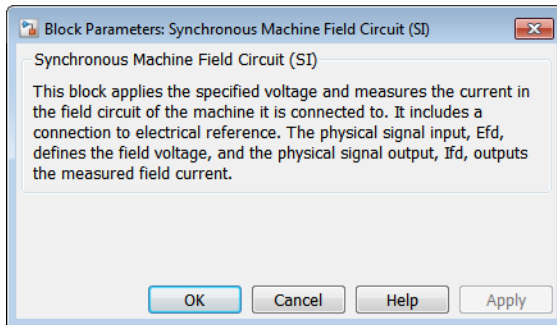 Block Parameters: Synchronous Machine Field Circuit (SI)
Synchronous Machine Field Circuit (SI)
This block applies the specified voltage and measures the current in
the field circuit of the machine it is connected to. It includes a
connection to electrical reference. The physical signal input, Efd,
defines the field voltage, and the physical signal output, Ifd, outputs
the measured field current.
OK Cancel Help Apply